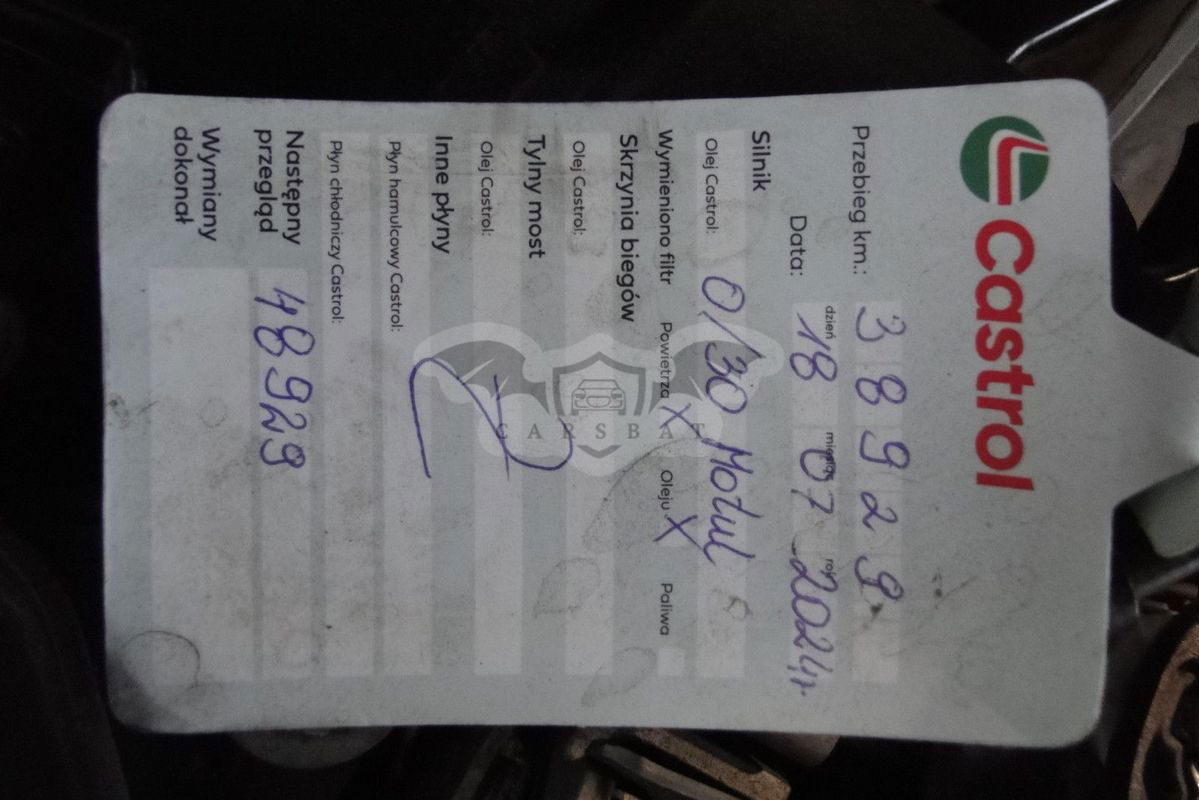 Castrol
Przebieg km.: 38929
dzień miesiąc rok
Data: 18 07 2024r
Silnik
Olej Castrol: 0/30 Motul
Wymieniono filtr Powietrza X Oleju X Paliwa
Skrzynia biegów
Olej Castrol:
Tylny most
Olej Castrol:
Inne płyny
Płyn hamulcowy Castrol:
Płyn chłodniczy Castrol:
Następny
przegląd 48929
Wymiany
dokonał
CARSBAT